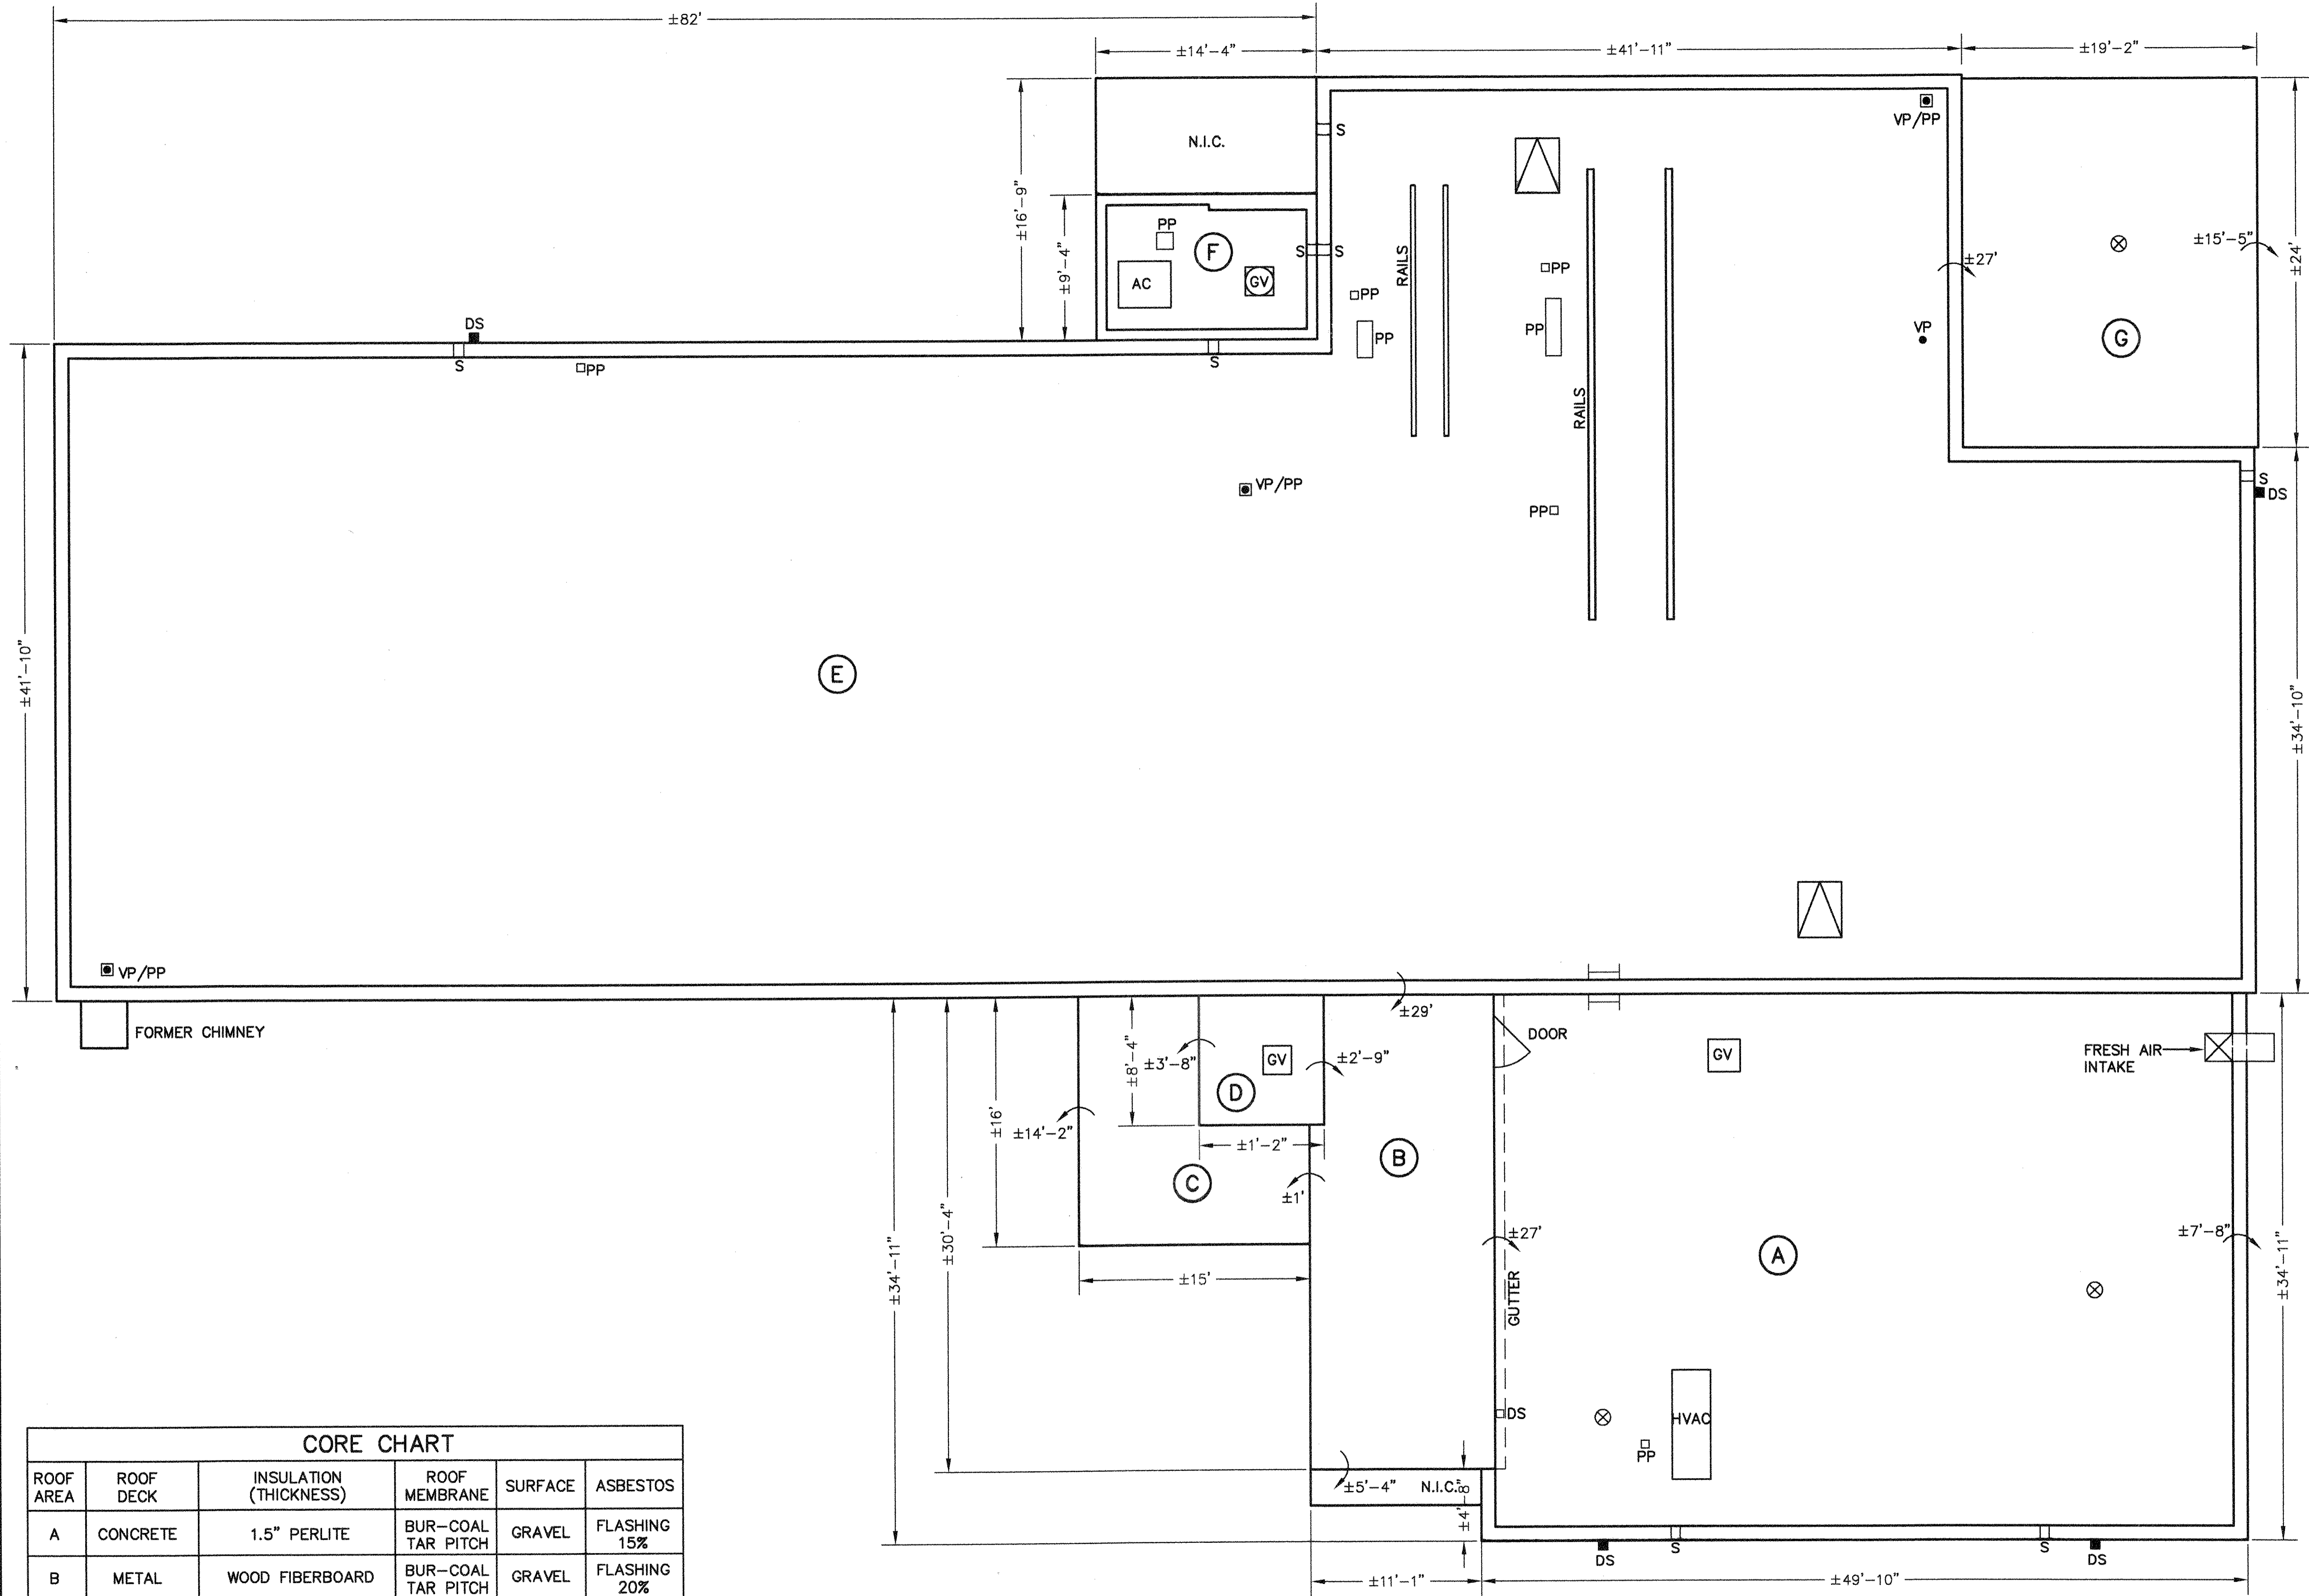 ±82'
±14'-4"
±41'-11"
±19'-2"
N.I.C.
S
VP/PP
±16'-9"
±9'-4"
PP
F
S
S
AC
GV
RAILS
PP
PP
PP
PP
±27'
±15'-5"
±24'
VP
G
DS
S
PP
S
RAILS
VP/PP
PP
S
DS
±41'-10"
E
±34'-10"
VP/PP
FORMER CHIMNEY
±29'
DOOR
GV
FRESH AIR
INTAKE
±8'-4"
±3'-8"
GV
±2'-9"
D
±16'
±14'-2"
±1'-2"
B
C
±1'
±34'-11"
±30'-4"
±27'
A
±7'-8"
±34'-11"
±15'
GUTTER
DS
HVAC
PP
±5'-4"
N.I.C.
±4'-8"
DS
S
S
DS
±11'-1"
±49'-10"
CORE CHART
ROOF AREA
ROOF DECK
INSULATION (THICKNESS)
ROOF MEMBRANE
SURFACE
ASBESTOS
A
CONCRETE
1.5" PERLITE
BUR-COAL TAR PITCH
GRAVEL
FLASHING 15%
B
METAL
WOOD FIBERBOARD
BUR-COAL TAR PITCH
GRAVEL
FLASHING 20%